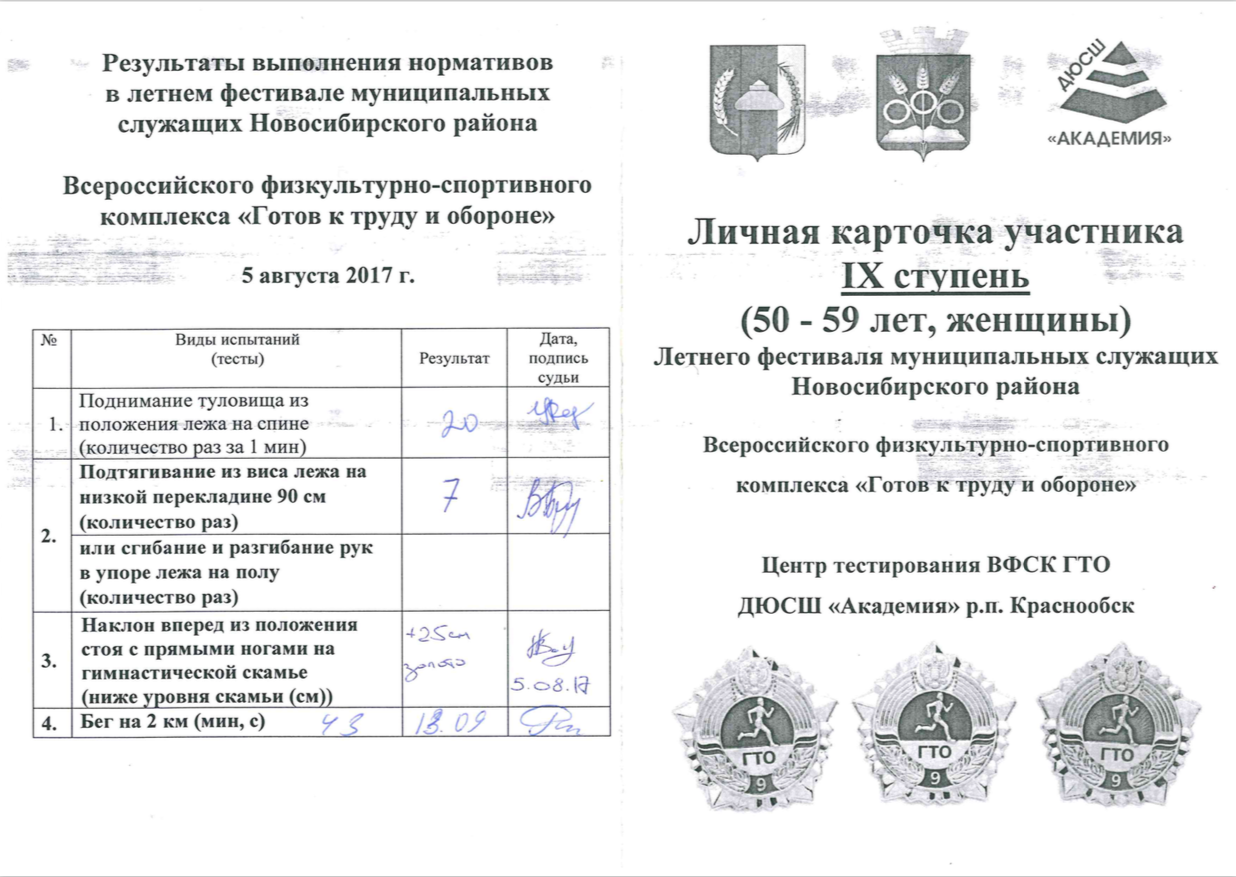 Результаты выполнения нормативов
в летнем фестивале муниципальных
служащих Новосибирского района
Всероссийского физкультурно-спортивного
комплекса «Готов к труду и обороне»
5 августа 2017 г.
№ Виды испытаний (тесты) Результат Дата, подпись судьи
1. Поднимание туловища из
положения лежа на спине 20
(количество раз за 1 мин)
2. Подтягивание из виса лежа на
низкой перекладине 90 см 7
(количество раз)
или сгибание и разгибание рук
в упоре лежа на полу
(количество раз)
3. Наклон вперед из положения +25см
стоя с прямыми ногами на золото
гимнастической скамье
(ниже уровня скамьи (см)) 5.08.17
4. Бег на 2 км (мин, с) 43 13.09
ДЮСШ
«АКАДЕМИЯ»
Личная карточка участника
IX ступень
(50 - 59 лет, женщины)
Летнего фестиваля муниципальных служащих
Новосибирского района
Всероссийского физкультурно-спортивного
комплекса «Готов к труду и обороне»
Центр тестирования ВФСК ГТО
ДЮСШ «Академия» р.п. Краснообск
ГТО ГТО ГТО
9 9 9